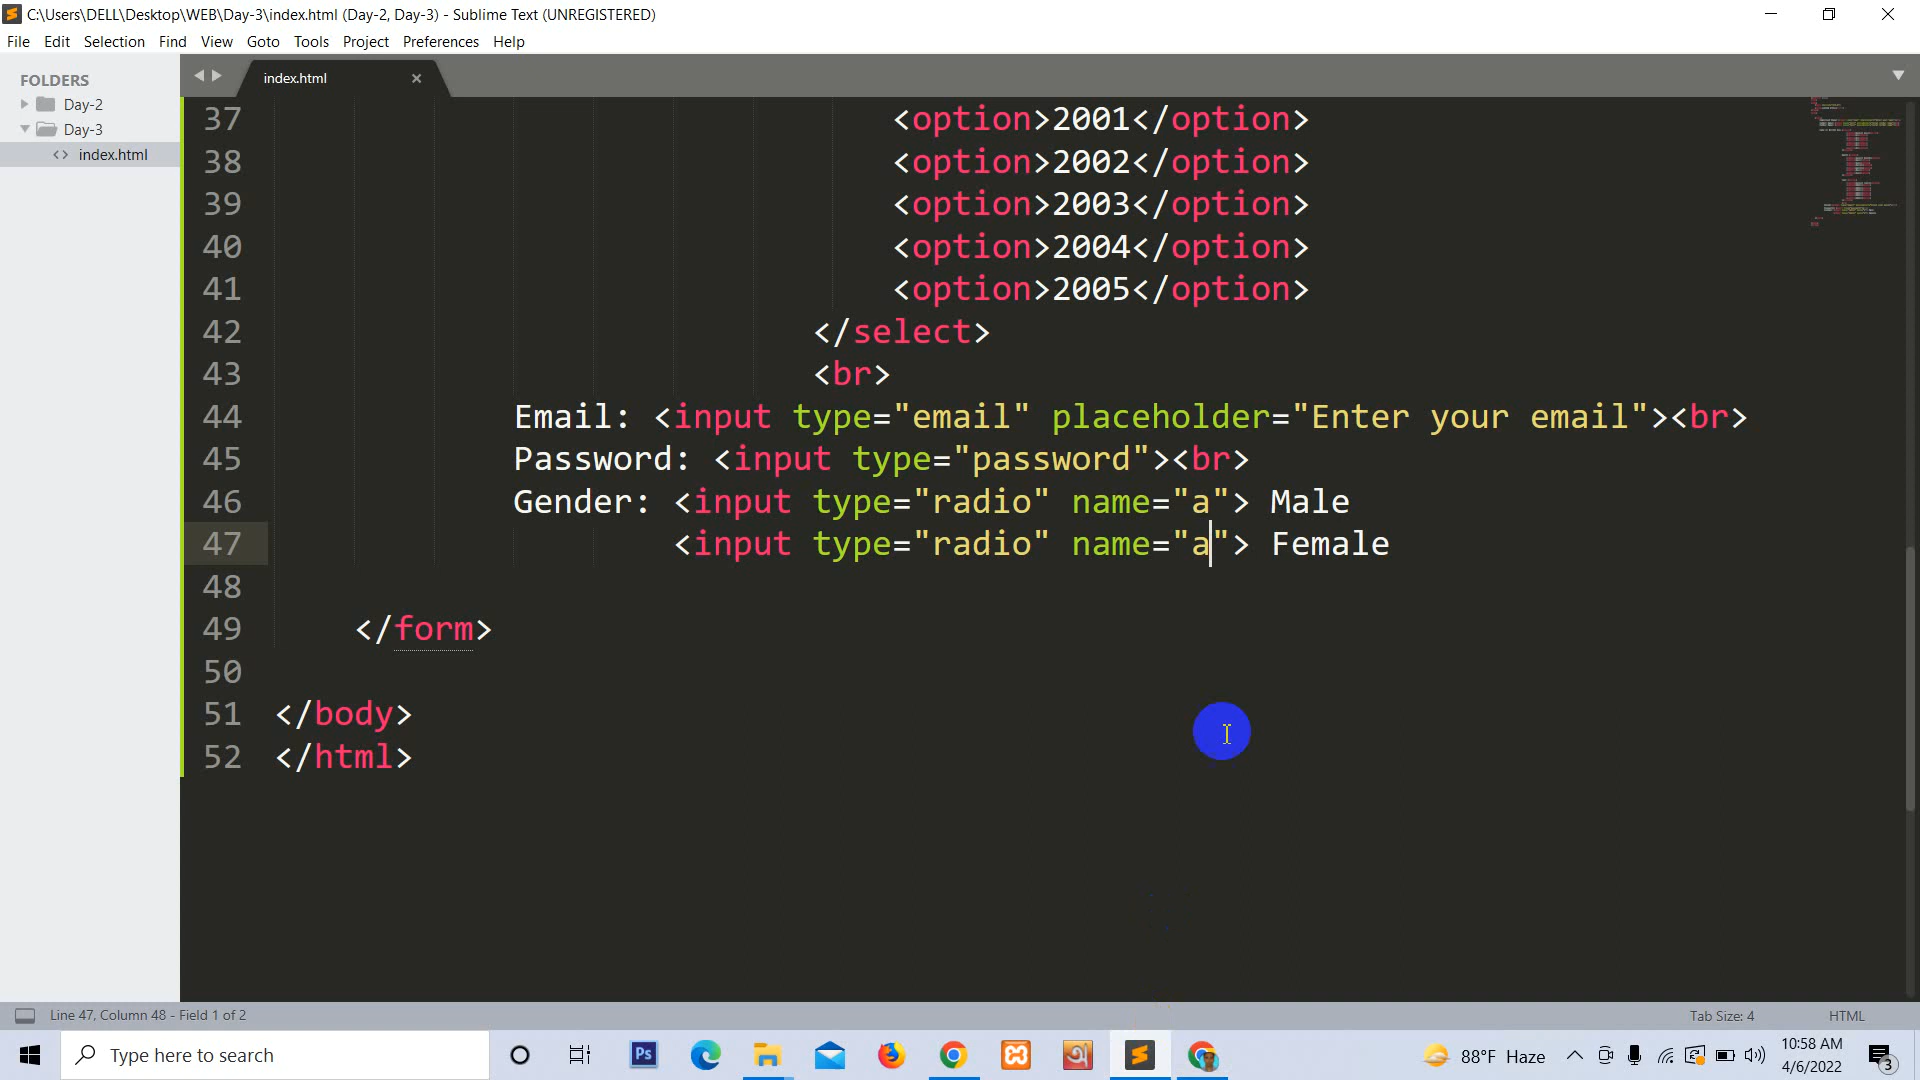 C:\Users\DELL\Desktop\WEB\Day-3\index.html (Day-2, Day-3) - Sublime Text (UNREGISTERED)
File Edit Selection Find View Goto Tools Project Preferences Help
FOLDERS
Day-2
Day-3
<> index.html
index.html
37 <option>2001</option>
38 <option>2002</option>
39 <option>2003</option>
40 <option>2004</option>
41 <option>2005</option>
42 </select>
43 <br>
44 Email: <input type="email" placeholder="Enter your email"><br>
45 Password: <input type="password"><br>
46 Gender: <input type="radio" name="a"> Male
47 <input type="radio" name="a"> Female
48
49 </form>
50
51 </body>
52 </html>
Line 47, Column 48 - Field 1 of 2
Tab Size: 4 HTML
Type here to search
Ps
88°F Haze
10:58 AM
4/6/2022
3